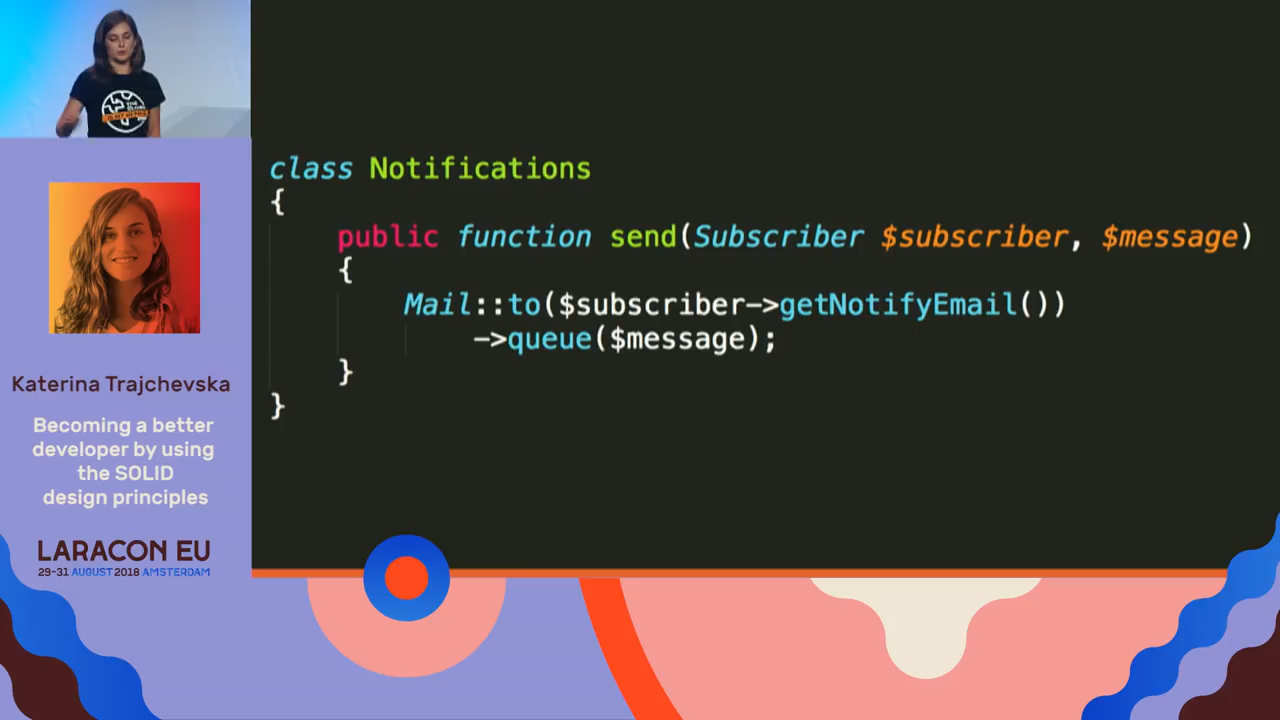 class Notifications
{
public function send(Subscriber $subscriber, $message)
{
Mail::to($subscriber->getNotifyEmail())
->queue($message);
}
}
Katerina Trajchevska
Becoming a better
developer by using
the SOLID
design principles
LARACON EU
29-31 AUGUST 2018 AMSTERDAM